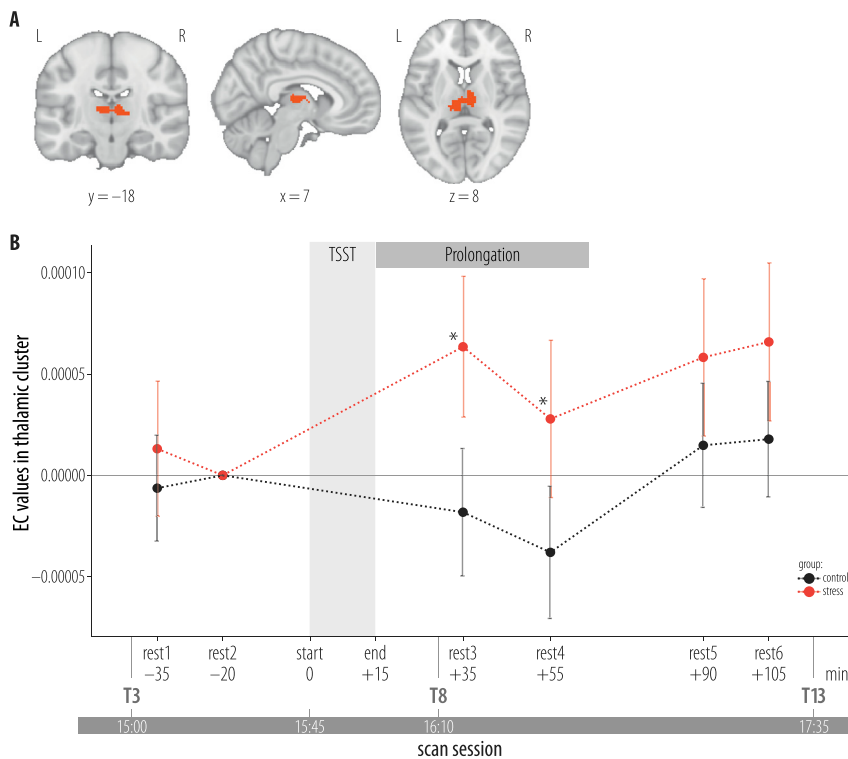 A
L R L R
y = −18 x = 7 z = 8
B
TSST Prolongation
EC values in thalamic cluster
0.00010
0.00005
0.00000
−0.00005
* *
group:
control
stress
rest1 rest2 start end rest3 rest4 rest5 rest6
−35 −20 0 +15 +35 +55 +90 +105 min
T3 T8 T13
15:00 15:45 16:10 17:35
scan session